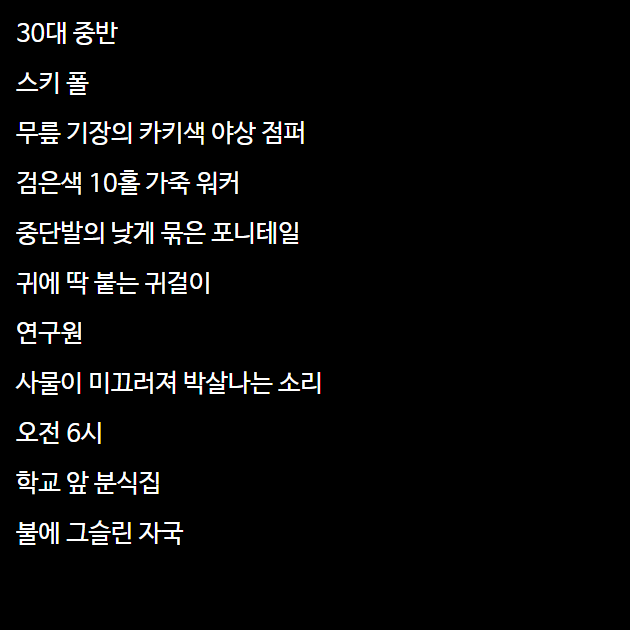 30대 중반
스키 폴
무릎 기장의 카키색 야상 점퍼
검은색 10홀 가죽 워커
중단발의 낮게 묶은 포니테일
귀에 딱 붙는 귀걸이
연구원
사물이 미끄러져 박살나는 소리
오전 6시
학교 앞 분식집
불에 그슬린 자국